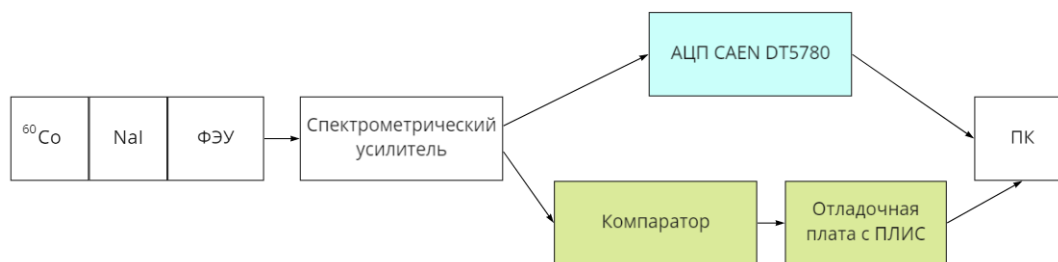 АЦП CAEN DT5780
⁶⁰Co
NaI
ФЭУ
Спектрометрический
усилитель
ПК
Компаратор
Отладочная
плата с ПЛИС